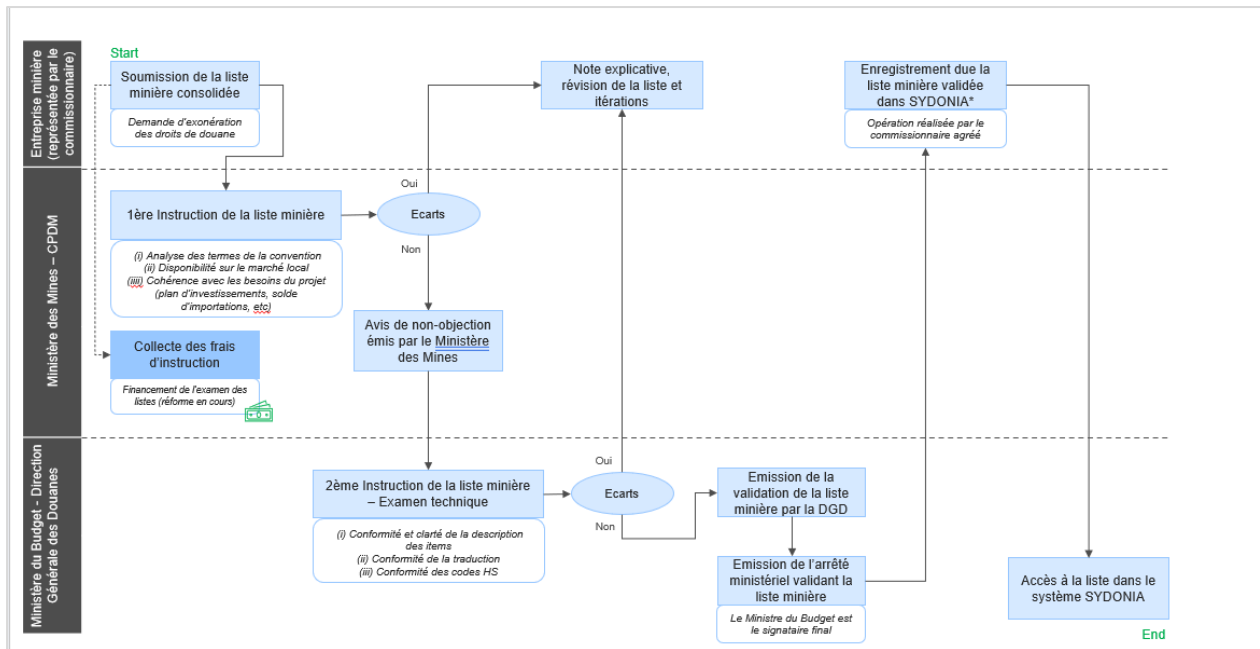 Entreprise minière
(représentée par le
commissionnaire)
Start
Soumission de la liste
minière consolidée
Demande d'exonération
des droits de douane
Note explicative,
révision de la liste et
itérations
Enregistrement due la
liste minière validée
dans SYDONIA*
Opération réalisée par le
commissionnaire agréé
Ministère des Mines – CPDM
1ère Instruction de la liste minière
(i) Analyse des termes de la convention
(ii) Disponibilité sur le marché local
(iiii) Cohérence avec les besoins du projet
(plan d'investissements, solde
d'importations, etc)
Oui
Ecarts
Non
Avis de non-objection
émis par le Ministère
des Mines
Collecte des frais
d'instruction
Financement de l'examen des
listes (réforme en cours)
Ministère du Budget - Direction
Générale des Douanes
2ème Instruction de la liste minière
– Examen technique
(i) Conformité et clarté de la description
des items
(ii) Conformité de la traduction
(iii) Conformité des codes HS
Oui
Ecarts
Non
Emission de la
validation de la liste
minière par la DGD
Emission de l'arrêté
ministériel validant la
liste minière
Le Ministre du Budget est
le signataire final
Accès à la liste dans le
système SYDONIA
End